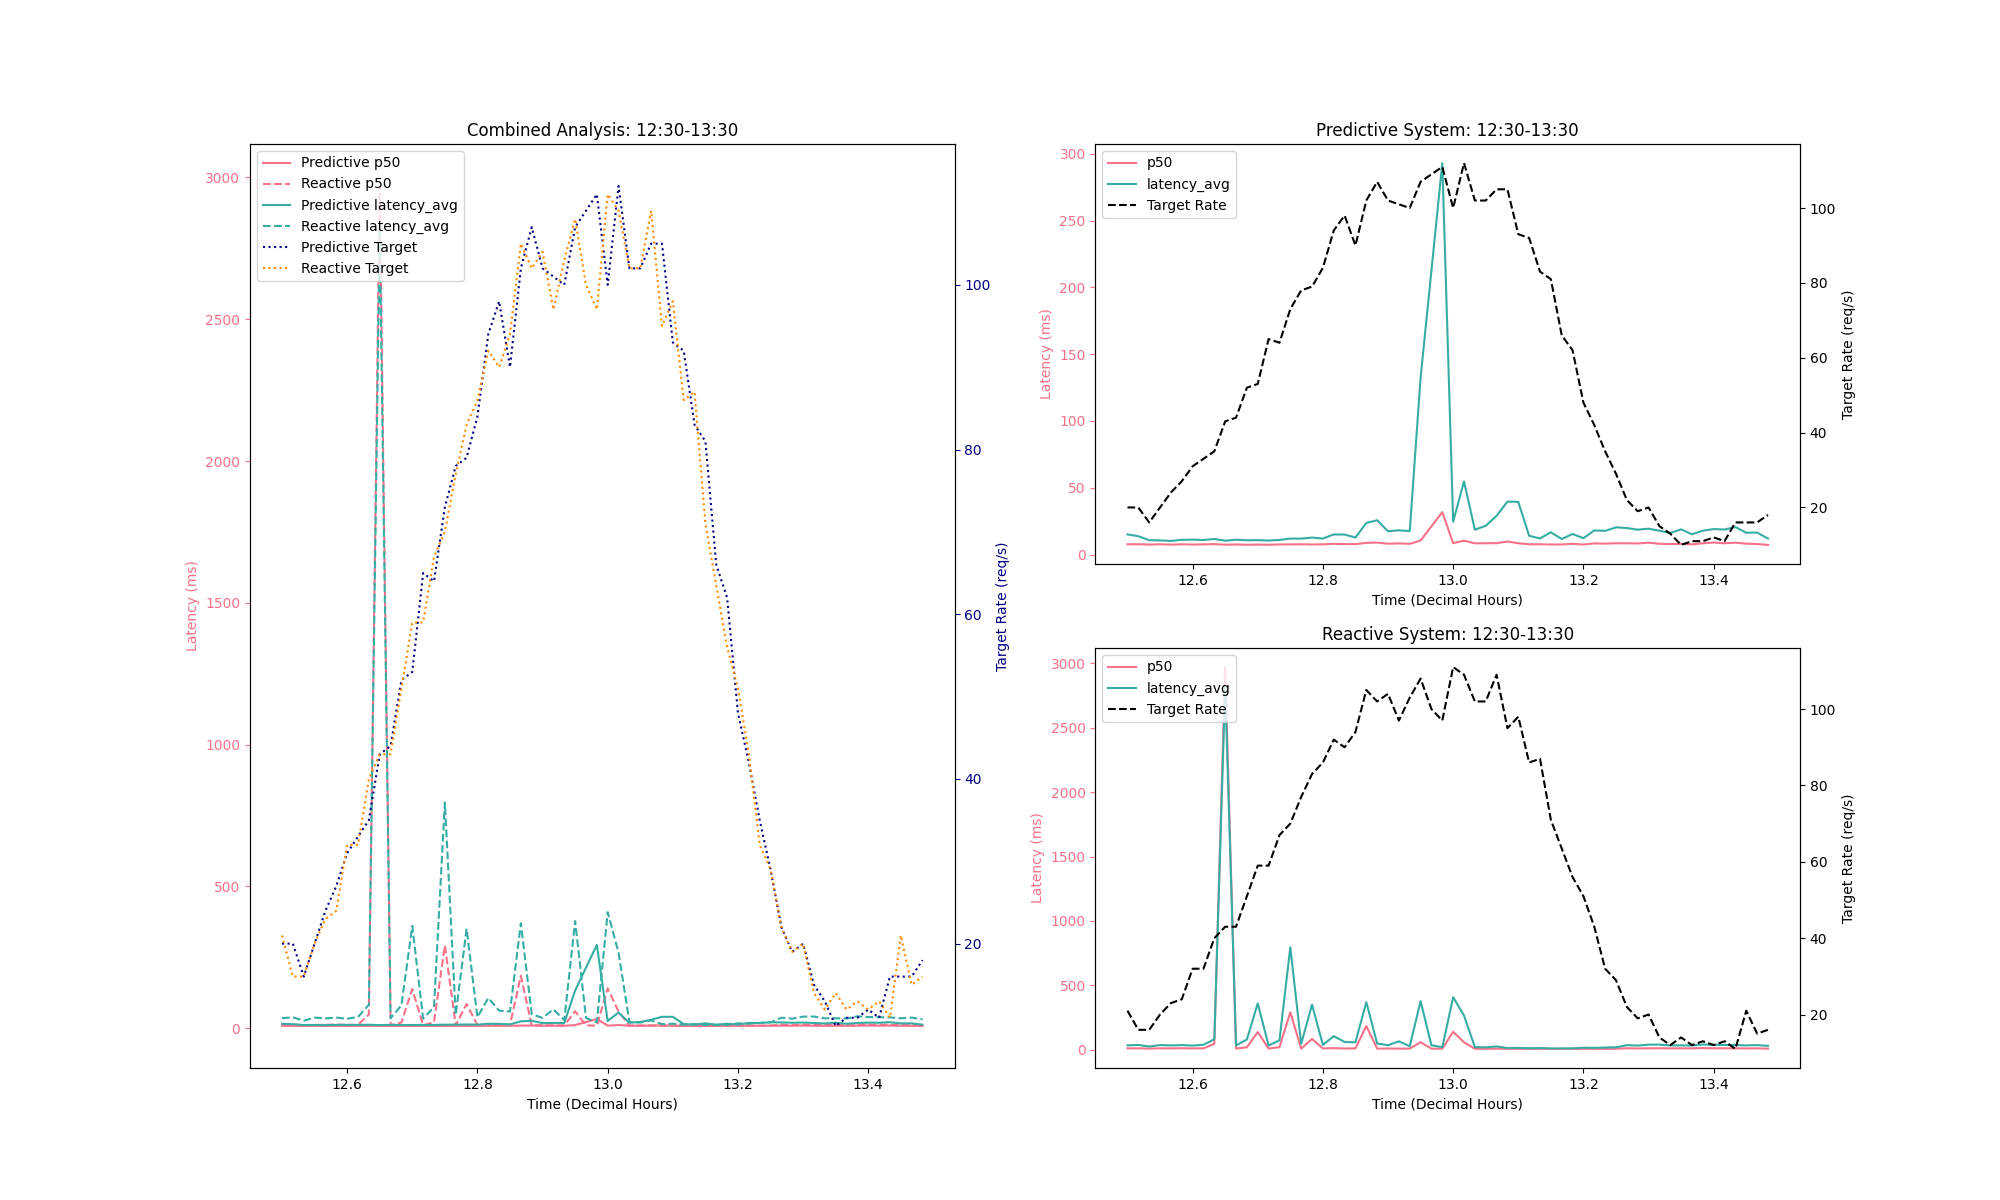 Combined Analysis: 12:30-13:30
Predictive p50
Reactive p50
Predictive latency_avg
Reactive latency_avg
Predictive Target
Reactive Target
3000
2500
2000
1500
1000
500
0
Latency (ms)
100
80
60
40
20
Target Rate (req/s)
12.6 12.8 13.0 13.2 13.4
Time (Decimal Hours)
Predictive System: 12:30-13:30
p50
latency_avg
Target Rate
300
250
200
150
100
50
0
Latency (ms)
100
80
60
40
20
Target Rate (req/s)
12.6 12.8 13.0 13.2 13.4
Time (Decimal Hours)
Reactive System: 12:30-13:30
p50
latency_avg
Target Rate
3000
2500
2000
1500
1000
500
0
Latency (ms)
100
80
60
40
20
Target Rate (req/s)
12.6 12.8 13.0 13.2 13.4
Time (Decimal Hours)